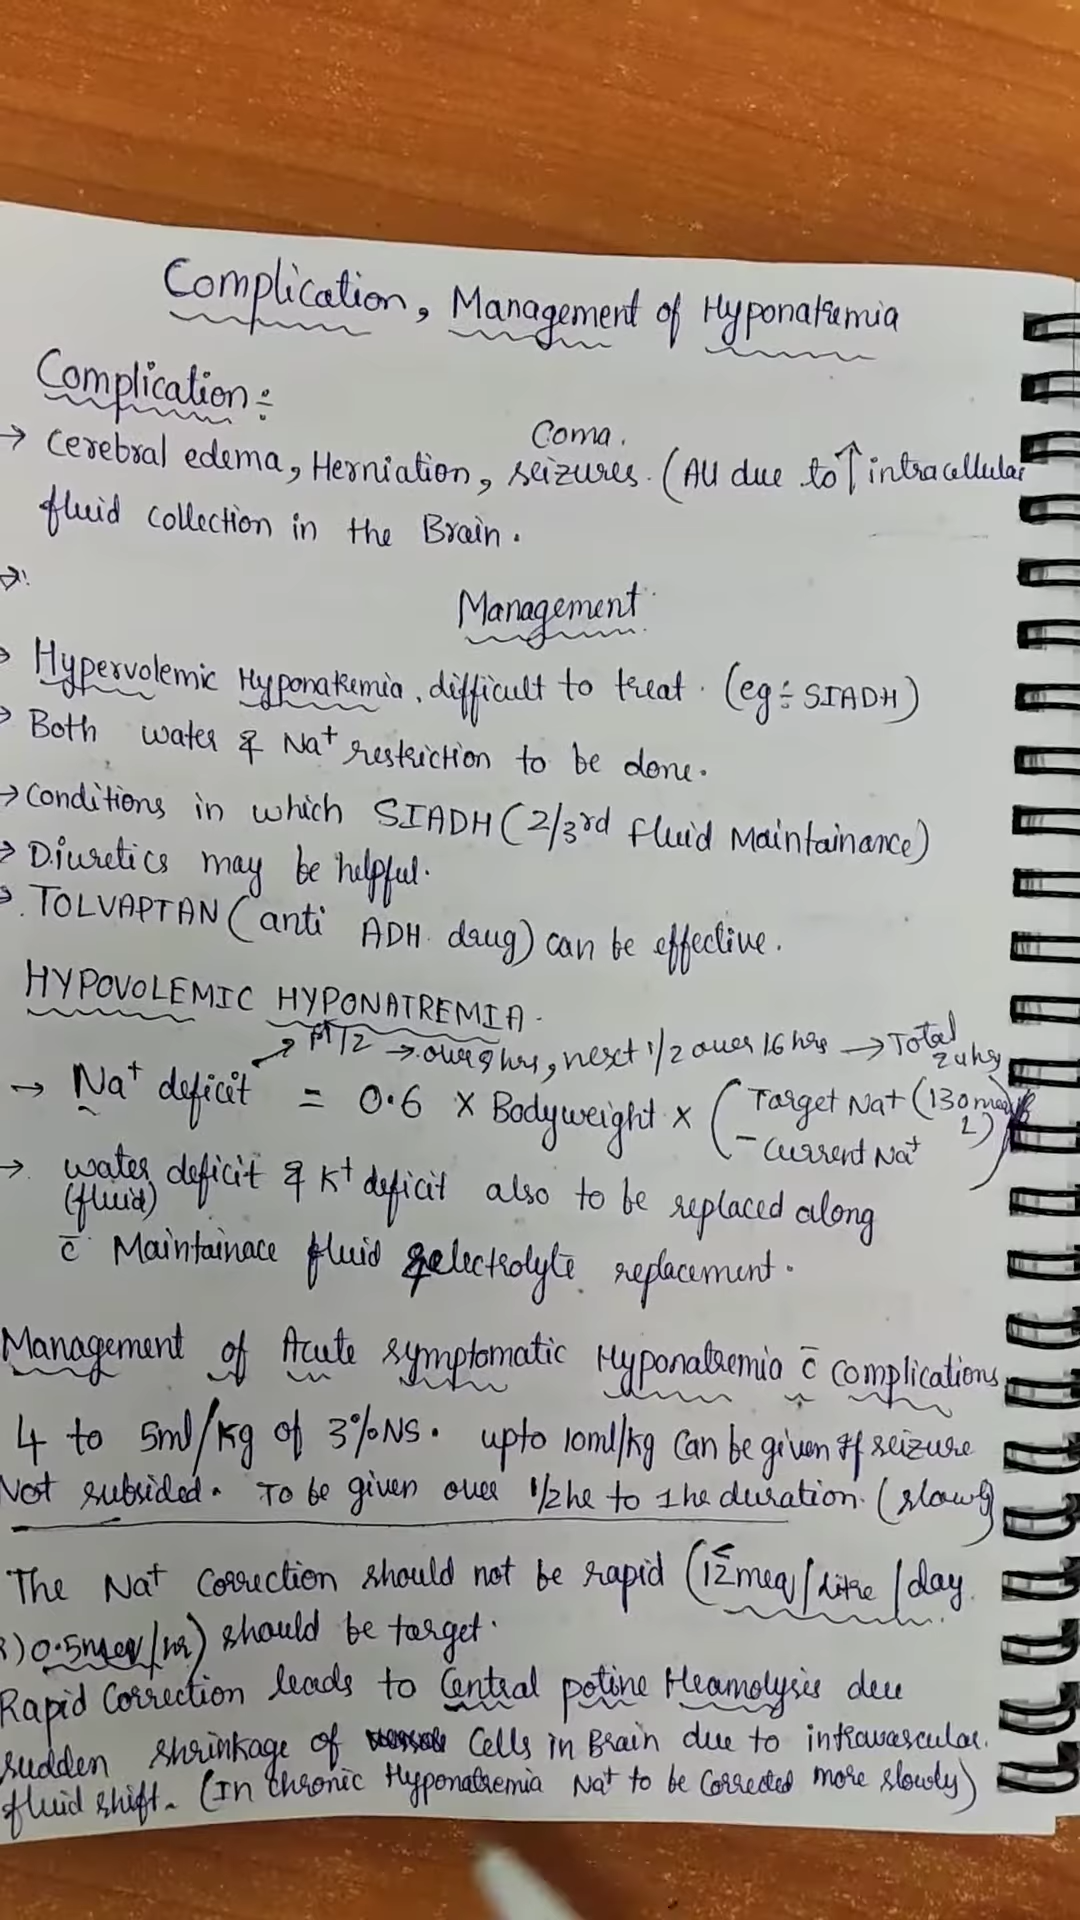 Complication, Management of Hyponatremia
Complication:
Coma.
→ Cerebral edema, Herniation, seizures. (All due to ↑ intracellular
fluid collection in the Brain.
Management
Hypervolemic Hyponatremia, difficult to treat. (eg: SIADH)
→ Both water & Na+ restriction to be done.
→ Conditions in which SIADH (2/3rd fluid Maintainance)
→ Diuretics may be helpful.
→ TOLVAPTAN (anti ADH drug) can be effective.
HYPOVOLEMIC HYPONATREMIA.
→ over 8 hrs, next 1/2 over 16 hrs → Total 24 hrs
→ Na+ deficit = 0.6 × Bodyweight × (Target Na+ (130 meq/L)
- Current Na+)
→ water deficit & K+ deficit also to be replaced along
(fluid)
c̄ Maintainace fluid & electrolyte replacement.
Management of Acute symptomatic Hyponatremia c̄ complications
4 to 5ml/kg of 3% NS. upto 10ml/kg can be given if seizure
Not subsided. To be given over 1/2 hr to 1 hr duration. (slowly)
The Na+ Correction should not be rapid (≤12meq/litre/day
0.5meq/hr) should be target.
Rapid Correction leads to Central potine Heamolysis due
sudden shrinkage of Cells in Brain due to intravascular
fluid shift. (In chronic Hyponatremia Na+ to be corrected more slowly)